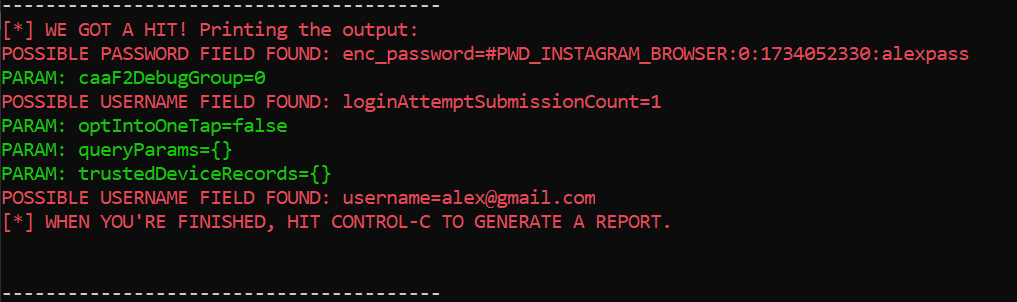 ----------------------------------------
[*] WE GOT A HIT! Printing the output:
POSSIBLE PASSWORD FIELD FOUND: enc_password=#PWD_INSTAGRAM_BROWSER:0:1734052330:alexpass
PARAM: caaF2DebugGroup=0
POSSIBLE USERNAME FIELD FOUND: loginAttemptSubmissionCount=1
PARAM: optIntoOneTap=false
PARAM: queryParams={}
PARAM: trustedDeviceRecords={}
POSSIBLE USERNAME FIELD FOUND: username=alex@gmail.com
[*] WHEN YOU'RE FINISHED, HIT CONTROL-C TO GENERATE A REPORT.
----------------------------------------